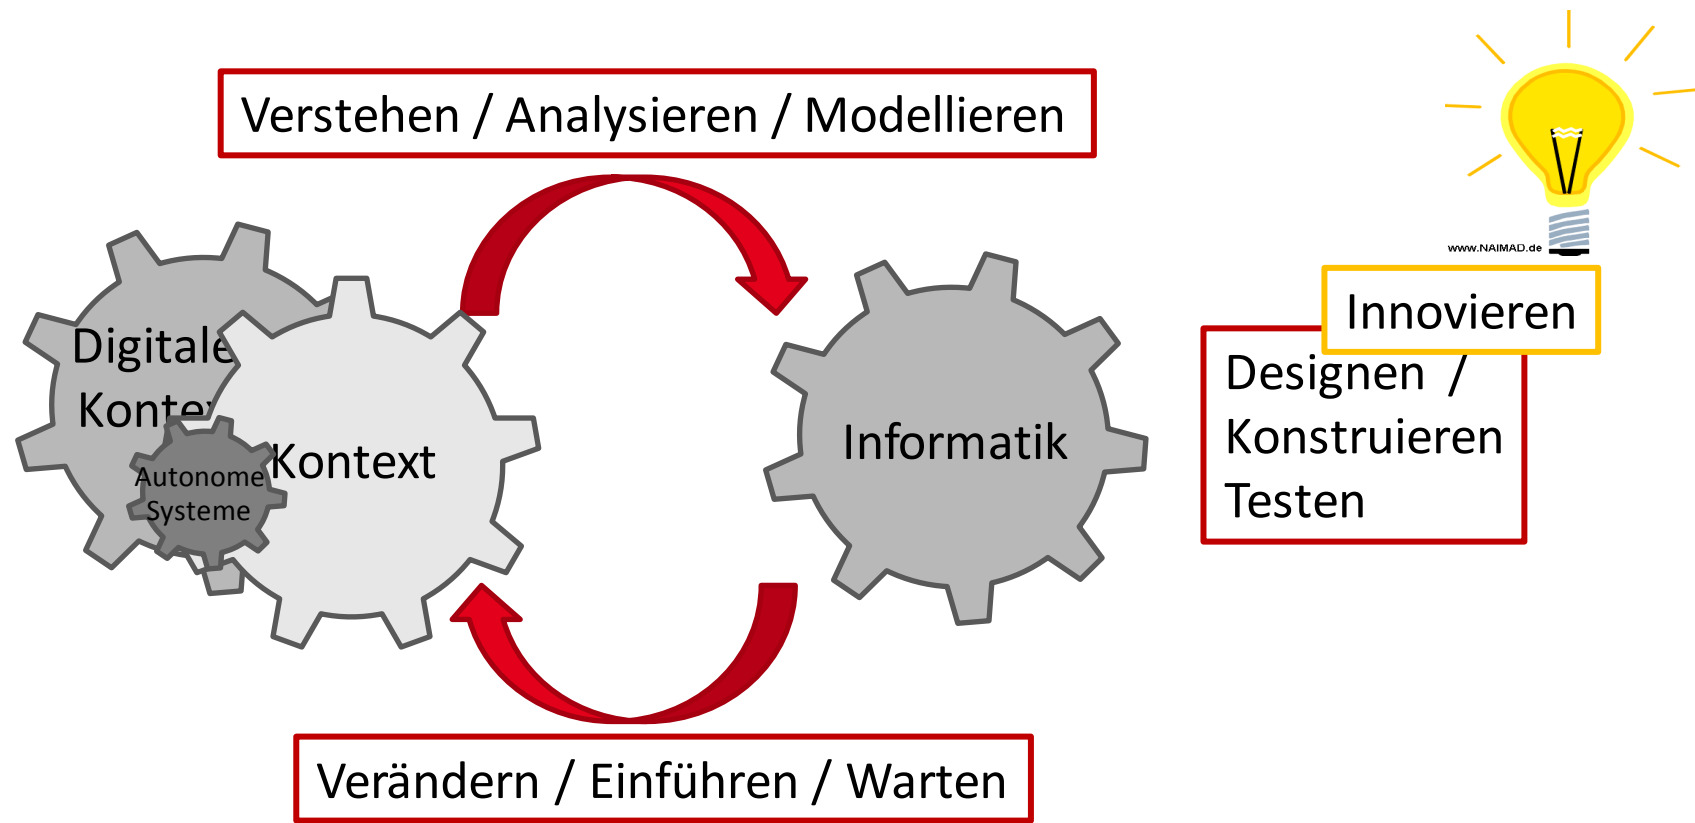 Verstehen / Analysieren / Modellieren
www.NAIMAD.de
Innovieren
Designen /
Konstruieren
Testen
Digitale
Konte
Kontext
Autonome
Systeme
Informatik
Verändern / Einführen / Warten